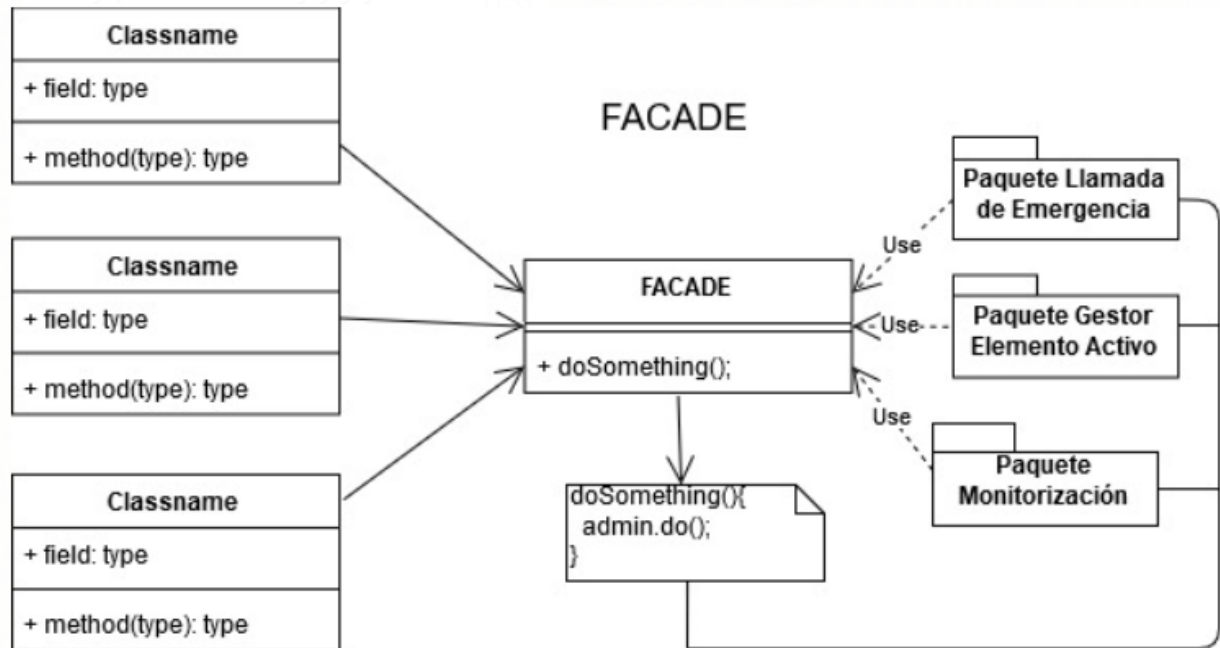 Classname
+ field: type
+ method(type): type
FACADE
Paquete Llamada
de Emergencia
Use
Classname
+ field: type
+ method(type): type
FACADE
+ doSomething();
Use
Paquete Gestor
Elemento Activo
Use
Paquete
Monitorización
Classname
+ field: type
+ method(type): type
doSomething(){
admin.do();
}